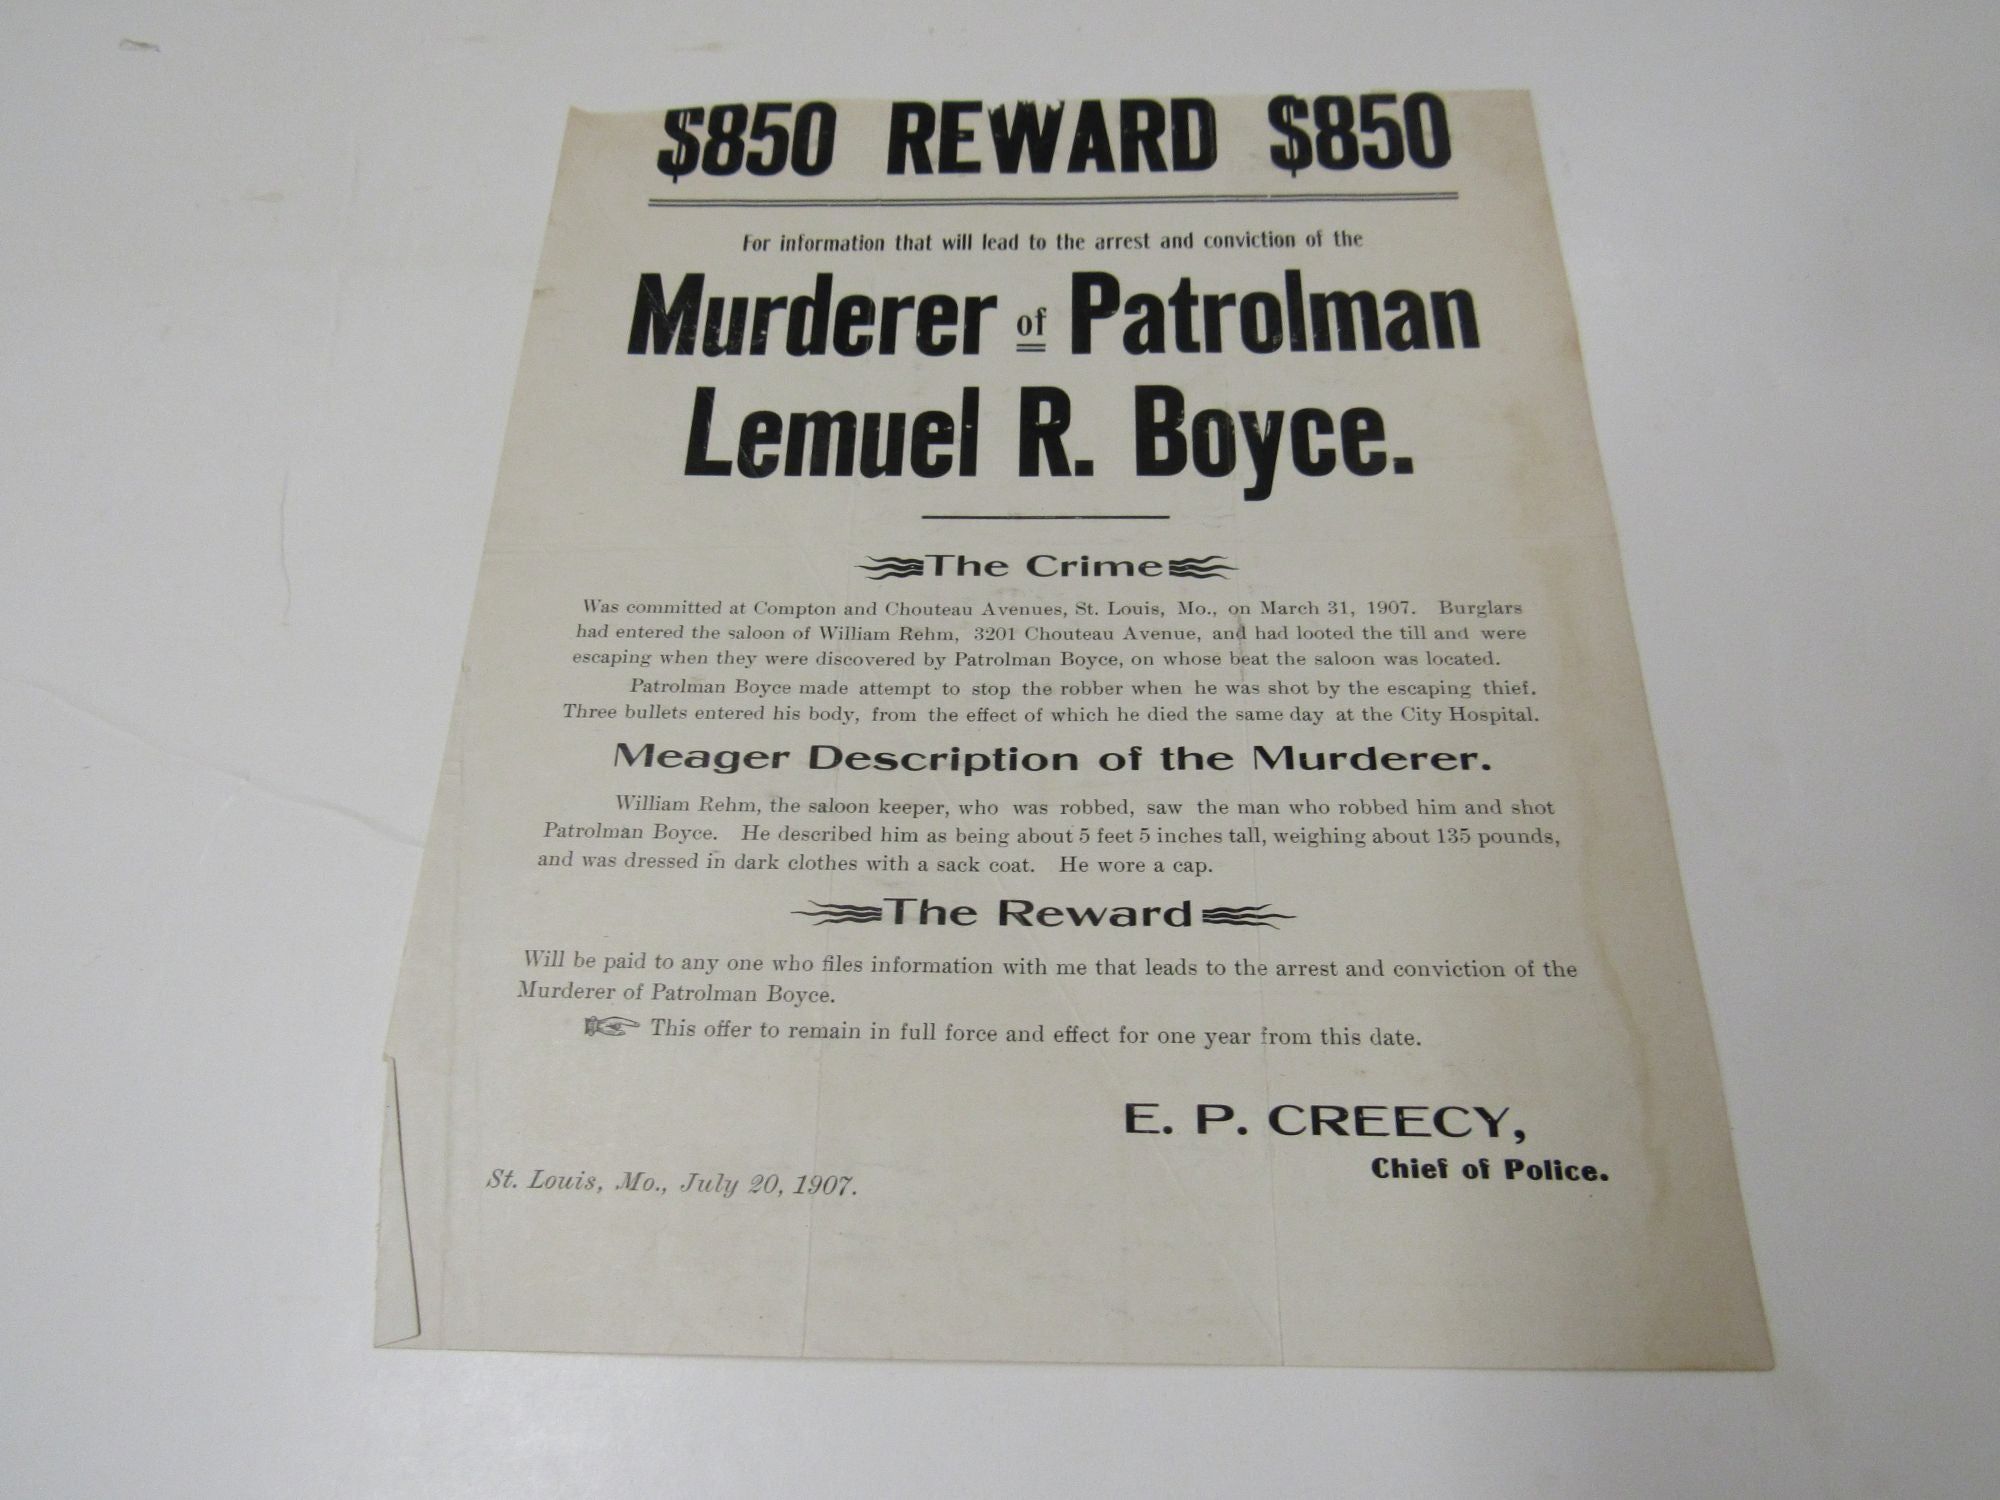 $850 REWARD $850
For information that will lead to the arrest and conviction of the
Murderer of Patrolman
Lemuel R. Boyce.
The Crime
Was committed at Compton and Chouteau Avenues, St. Louis, Mo., on March 31, 1907. Burglars
had entered the saloon of William Rehm, 3201 Chouteau Avenue, and had looted the till and were
escaping when they were discovered by Patrolman Boyce, on whose beat the saloon was located.
Patrolman Boyce made attempt to stop the robber when he was shot by the escaping thief.
Three bullets entered his body, from the effect of which he died the same day at the City Hospital.
Meager Description of the Murderer.
William Rehm, the saloon keeper, who was robbed, saw the man who robbed him and shot
Patrolman Boyce. He described him as being about 5 feet 5 inches tall, weighing about 135 pounds,
and was dressed in dark clothes with a sack coat. He wore a cap.
The Reward
Will be paid to any one who files information with me that leads to the arrest and conviction of the
Murderer of Patrolman Boyce.
This offer to remain in full force and effect for one year from this date.
E. P. CREECY,
Chief of Police.
St. Louis, Mo., July 20, 1907.